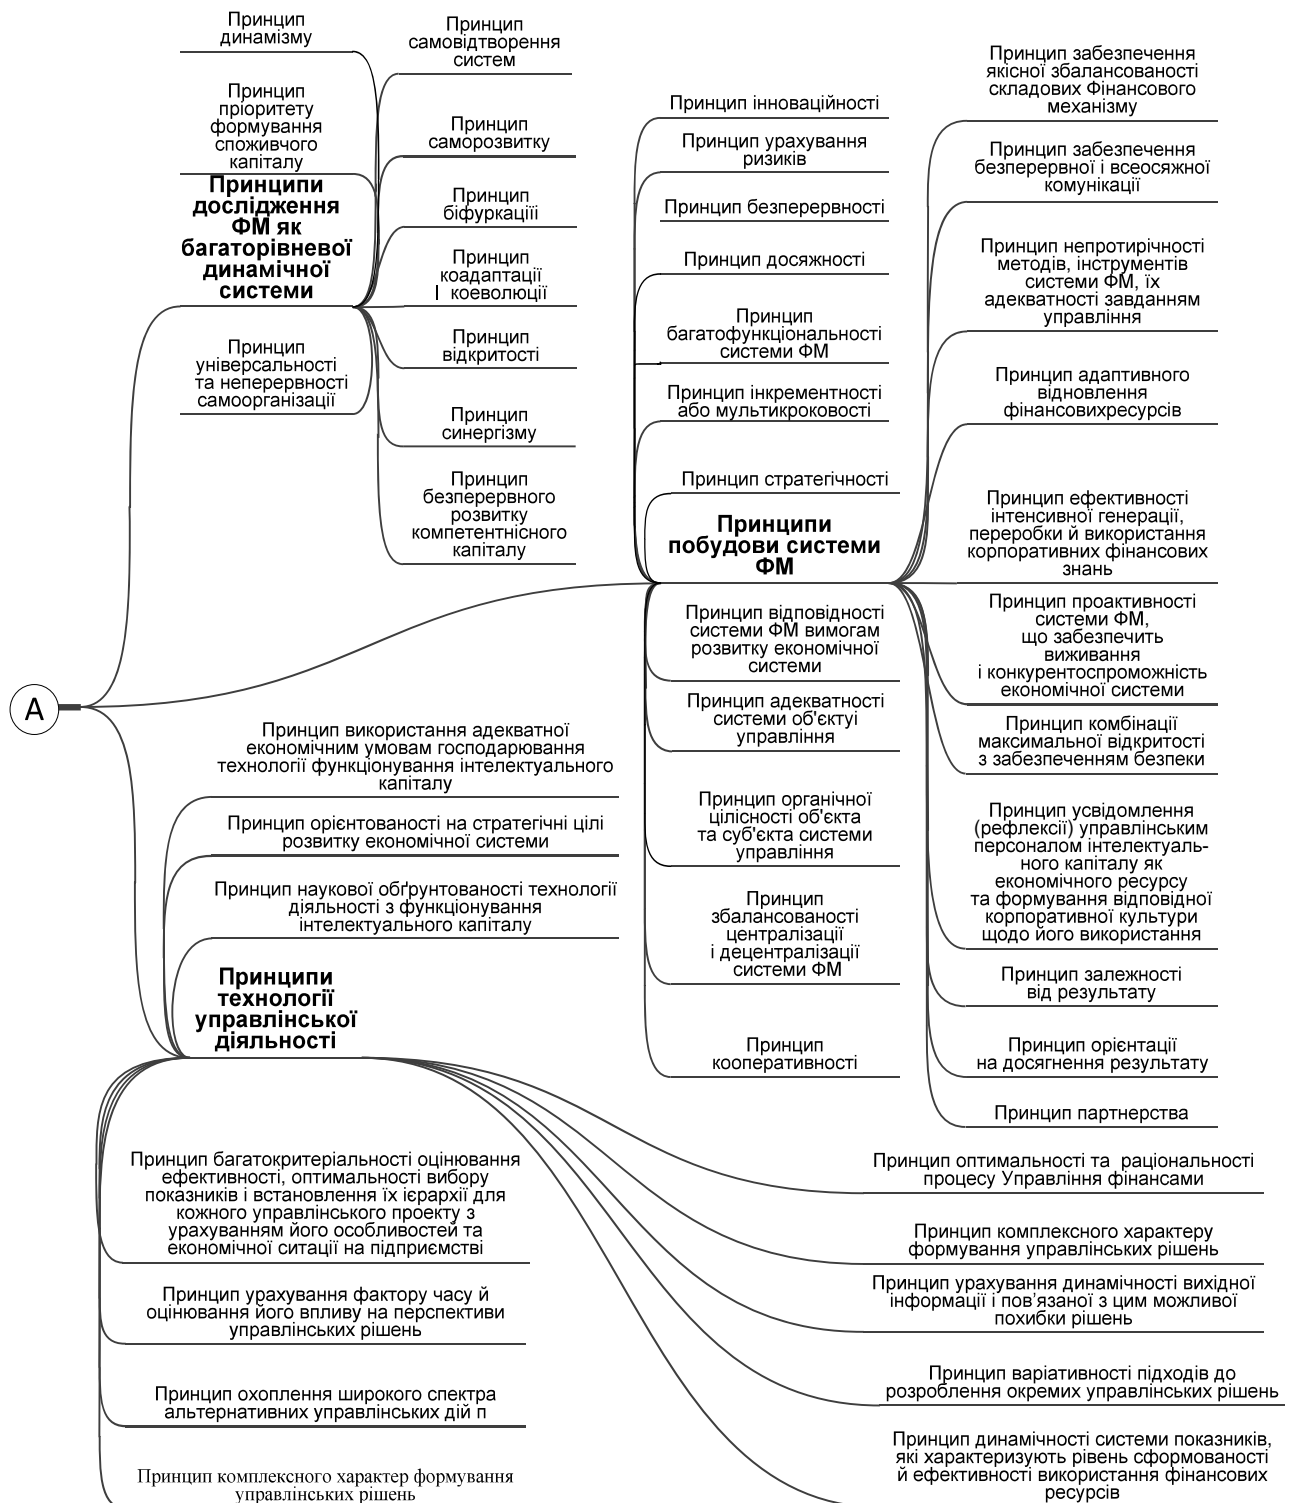 Принцип
динамізму
Принцип
пріоритету
формування
споживчого
капіталу
Принципи
дослідження
ФМ як
багаторівневої
динамічної
системи
Принцип
універсальності
та неперервності
самоорганізації
Принцип
самовідтворення
систем
Принцип
саморозвитку
Принцип
біфуркаціїі
Принцип
коадаптації
І коеволюції
Принцип
відкритості
Принцип
синергізму
Принцип
безперервного
розвитку
компетентнісного
капіталу
Принцип інноваційності
Принцип урахування
ризиків
Принцип безперервності
Принцип досяжності
Принцип
багатофункціональності
системи ФМ
Принцип інкрементності
або мультикроковості
Принцип стратегічності
Принципи
побудови системи
ФМ
Принцип відповідності
системи ФМ вимогам
розвитку економічної
системи
Принцип адекватності
системи об'єктуі
управління
Принцип органічної
цілісності об'єкта
та суб'єкта системи
управління
Принцип
збалансованості
централізації
і децентралізації
системи ФМ
Принцип
кооперативності
Принцип забезпечення
якісної збалансованості
складових Фінансового
механізму
Принцип забезпечення
безперервної і всеосяжної
комунікації
Принцип непротирічності
методів, інструментів
системи ФМ, їх
адекватності завданням
управління
Принцип адаптивного
відновлення
фінансовихресурсів
Принцип ефективності
інтенсивної генерації,
переробки й використання
корпоративних фінансових
знань
Принцип проактивності
системи ФМ,
що забезпечить
виживання
і конкурентоспроможність
економічної системи
Принцип комбінації
максимальної відкритості
з забезпеченням безпеки
Принцип усвідомлення
(рефлексії) управлінським
персоналом інтелектуаль-
ного капіталу як
економічного ресурсу
та формування відповідної
корпоративної культури
щодо його використання
Принцип залежності
від результату
Принцип орієнтації
на досягнення результату
Принцип партнерства
А
Принцип використання адекватної
економічним умовам господарювання
технології функціонування інтелектуального
капіталу
Принцип орієнтованості на стратегічні цілі
розвитку економічної системи
Принцип наукової обґрунтованості технології
діяльності з функціонування
інтелектуального капіталу
Принципи
технології
управлінської
діяльності
Принцип багатокритеріальності оцінювання
ефективності, оптимальності вибору
показників і встановлення їх ієрархії для
кожного управлінського проекту з
урахуванням його особливостей та
економічної ситації на підприємстві
Принцип урахування фактору часу й
оцінювання його впливу на перспективи
управлінських рішень
Принцип охоплення широкого спектра
альтернативних управлінських дій п
Принцип комплексного характер формування
управлінських рішень
Принцип оптимальності та раціональності
процесу Управління фінансами
Принцип комплексного характеру
формування управлінських рішень
Принцип урахування динамічності вихідної
інформації і пов’язаної з цим можливої
похибки рішень
Принцип варіативності підходів до
розроблення окремих управлінських рішень
Принцип динамічності системи показників,
які характеризують рівень сформованості
й ефективності використання фінансових
ресурсів